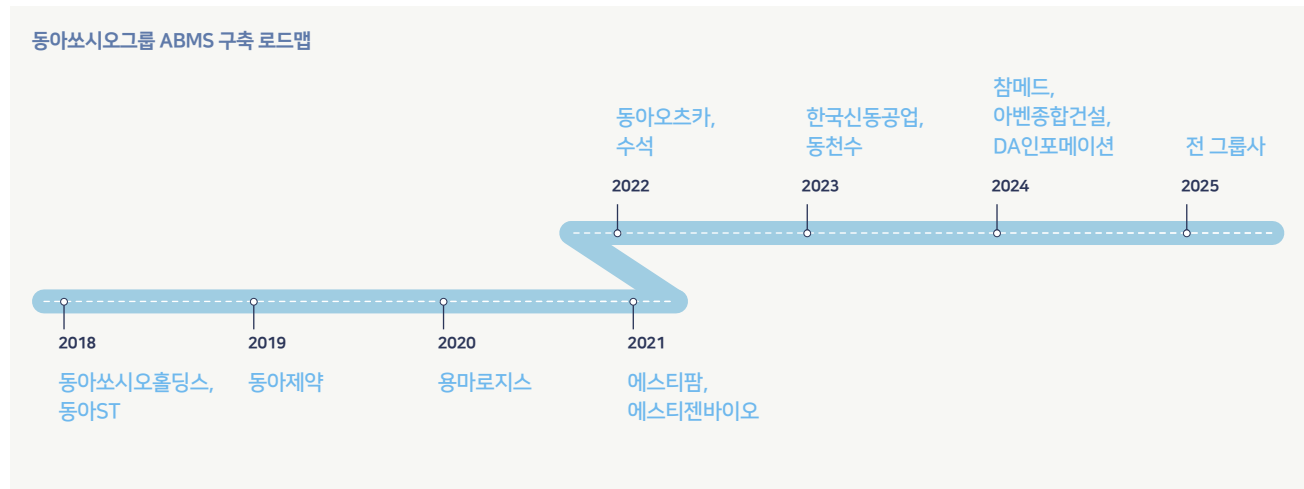 동아쏘시오그룹 ABMS 구축 로드맵
2018
동아쏘시오홀딩스,
동아ST
2019
동아제약
2020
용마로지스
2021
에스티팜,
에스티젠바이오
동아오츠카,
수석
2022
한국신동공업,
동천수
2023
참메드,
아벤종합건설,
DA인포메이션
2024
전 그룹사
2025